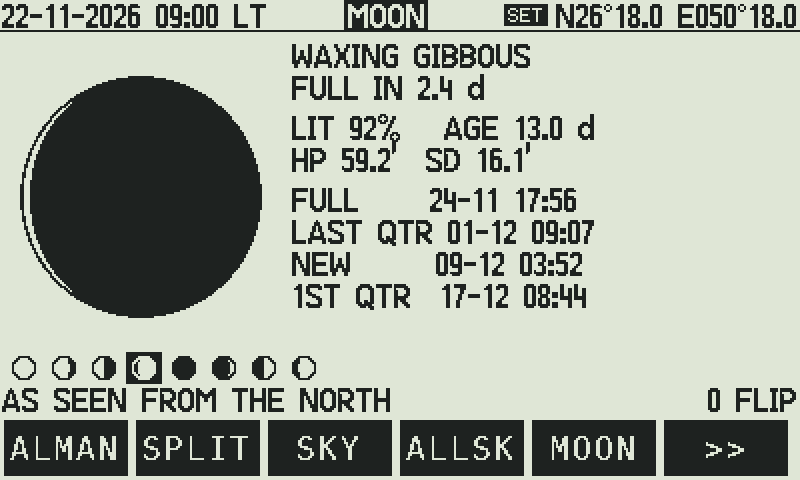 22-11-2026 09:00 LT MOON SET N26°18.0 E050°18.0
WAXING GIBBOUS
FULL IN 2.4 d
LIT 92% AGE 13.0 d
HP 59.2' SD 16.1'
FULL 24-11 17:56
LAST QTR 01-12 09:07
NEW 09-12 03:52
1ST QTR 17-12 08:44
AS SEEN FROM THE NORTH 0 FLIP
ALMAN SPLIT SKY ALLSK MOON >>